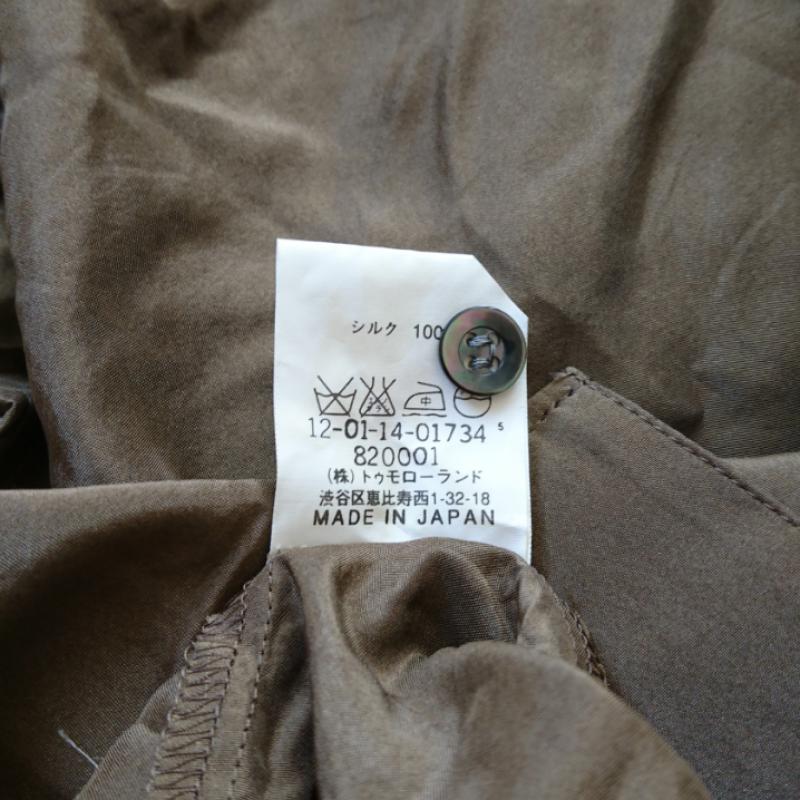 シルク 100
中
12-01-14-01734 5
820001
(株)トゥモローランド
渋谷区恵比寿西1-32-18
MADE IN JAPAN